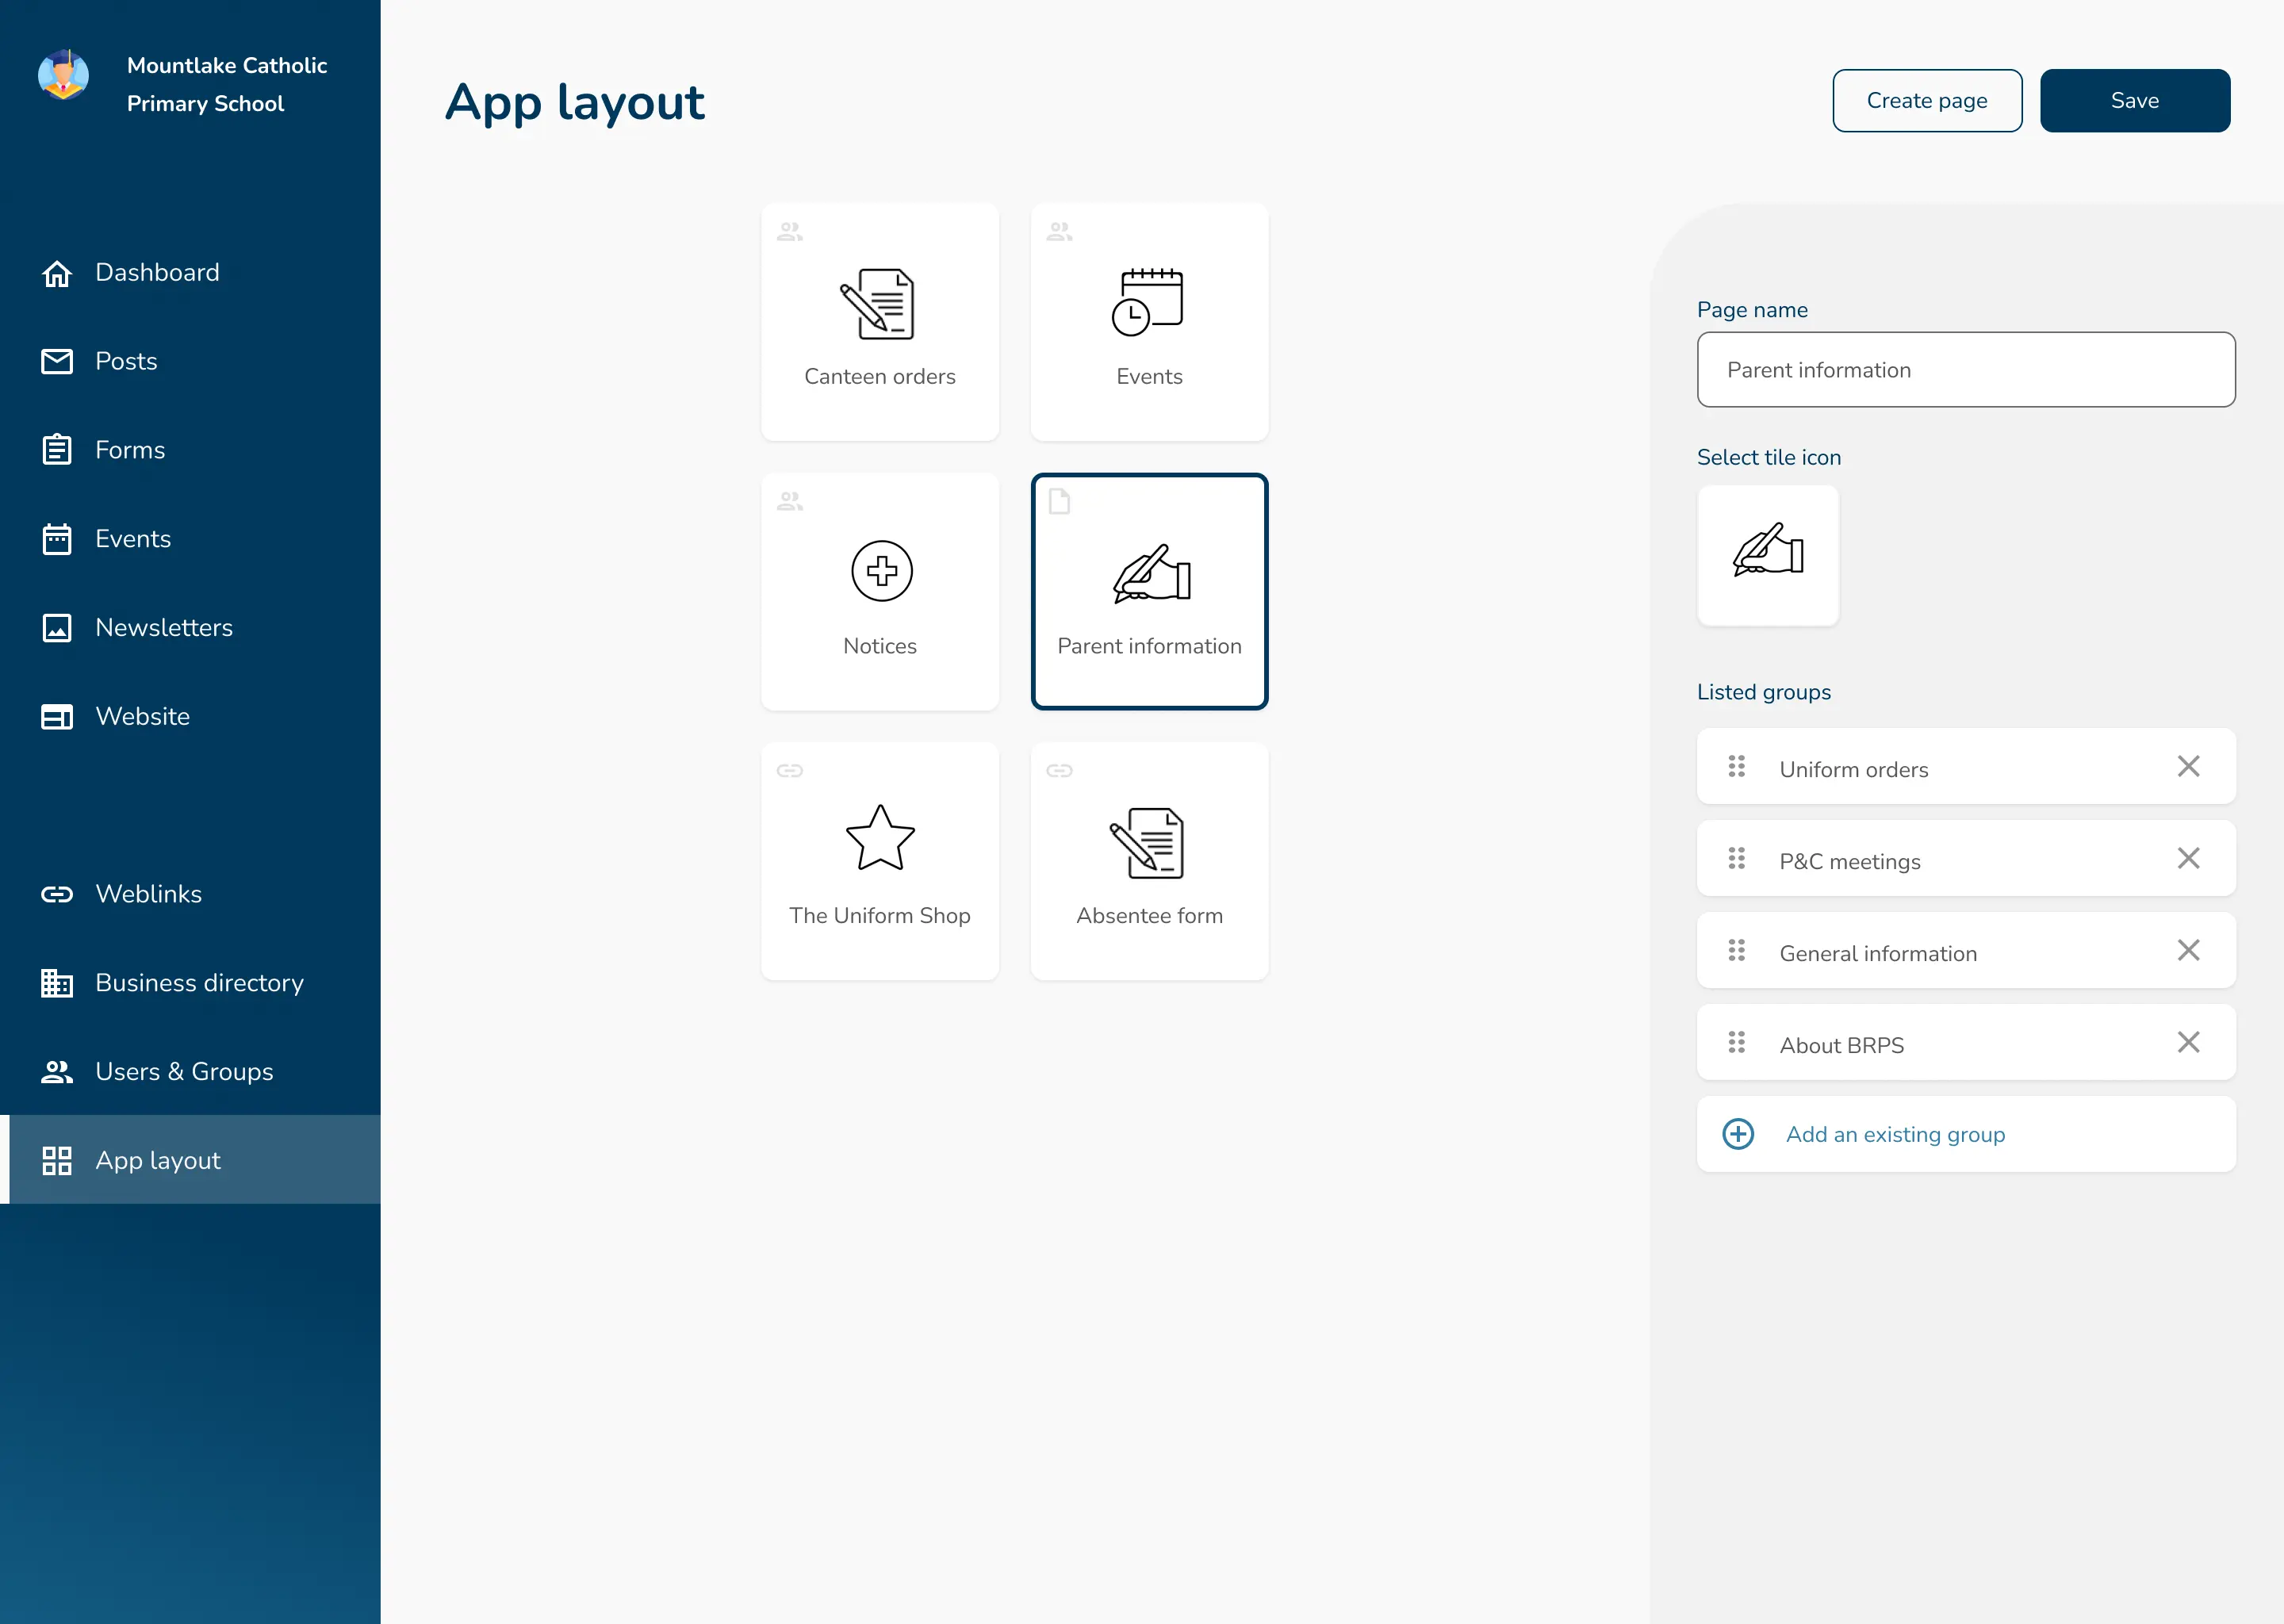 Mountlake Catholic
Primary School
Dashboard
Posts
Forms
Events
Newsletters
Website
Weblinks
Business directory
Users & Groups
App layout
App layout
Create page
Save
Canteen orders
Events
Notices
Parent information
The Uniform Shop
Absentee form
Page name
Parent information
Select tile icon
Listed groups
Uniform orders
P&C meetings
General information
About BRPS
Add an existing group